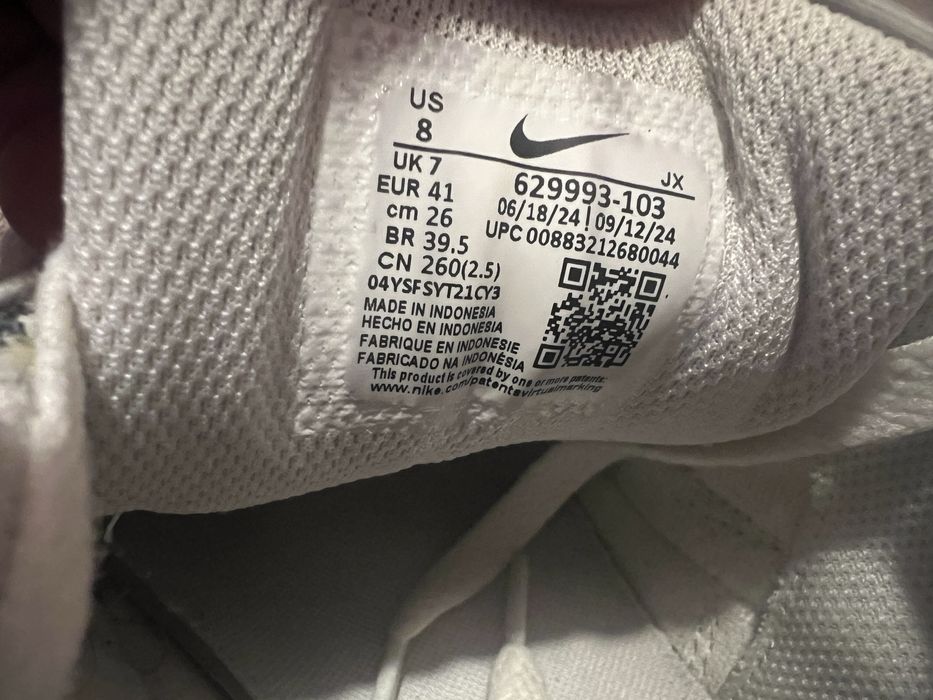 US
8
UK 7
EUR 41
cm 26
BR 39.5
CN 260(2.5)
04YSFSYT21CY3
MADE IN INDONESIA
HECHO EN INDONESIA
FABRIQUE EN INDONESIE
FABRICADO NA INDONÉSIA
This product is covered by one or more patents:
www.nike.com/patentsvirtualmarking
JX
629993-103
06/18/24 | 09/12/24
UPC 00883212680044